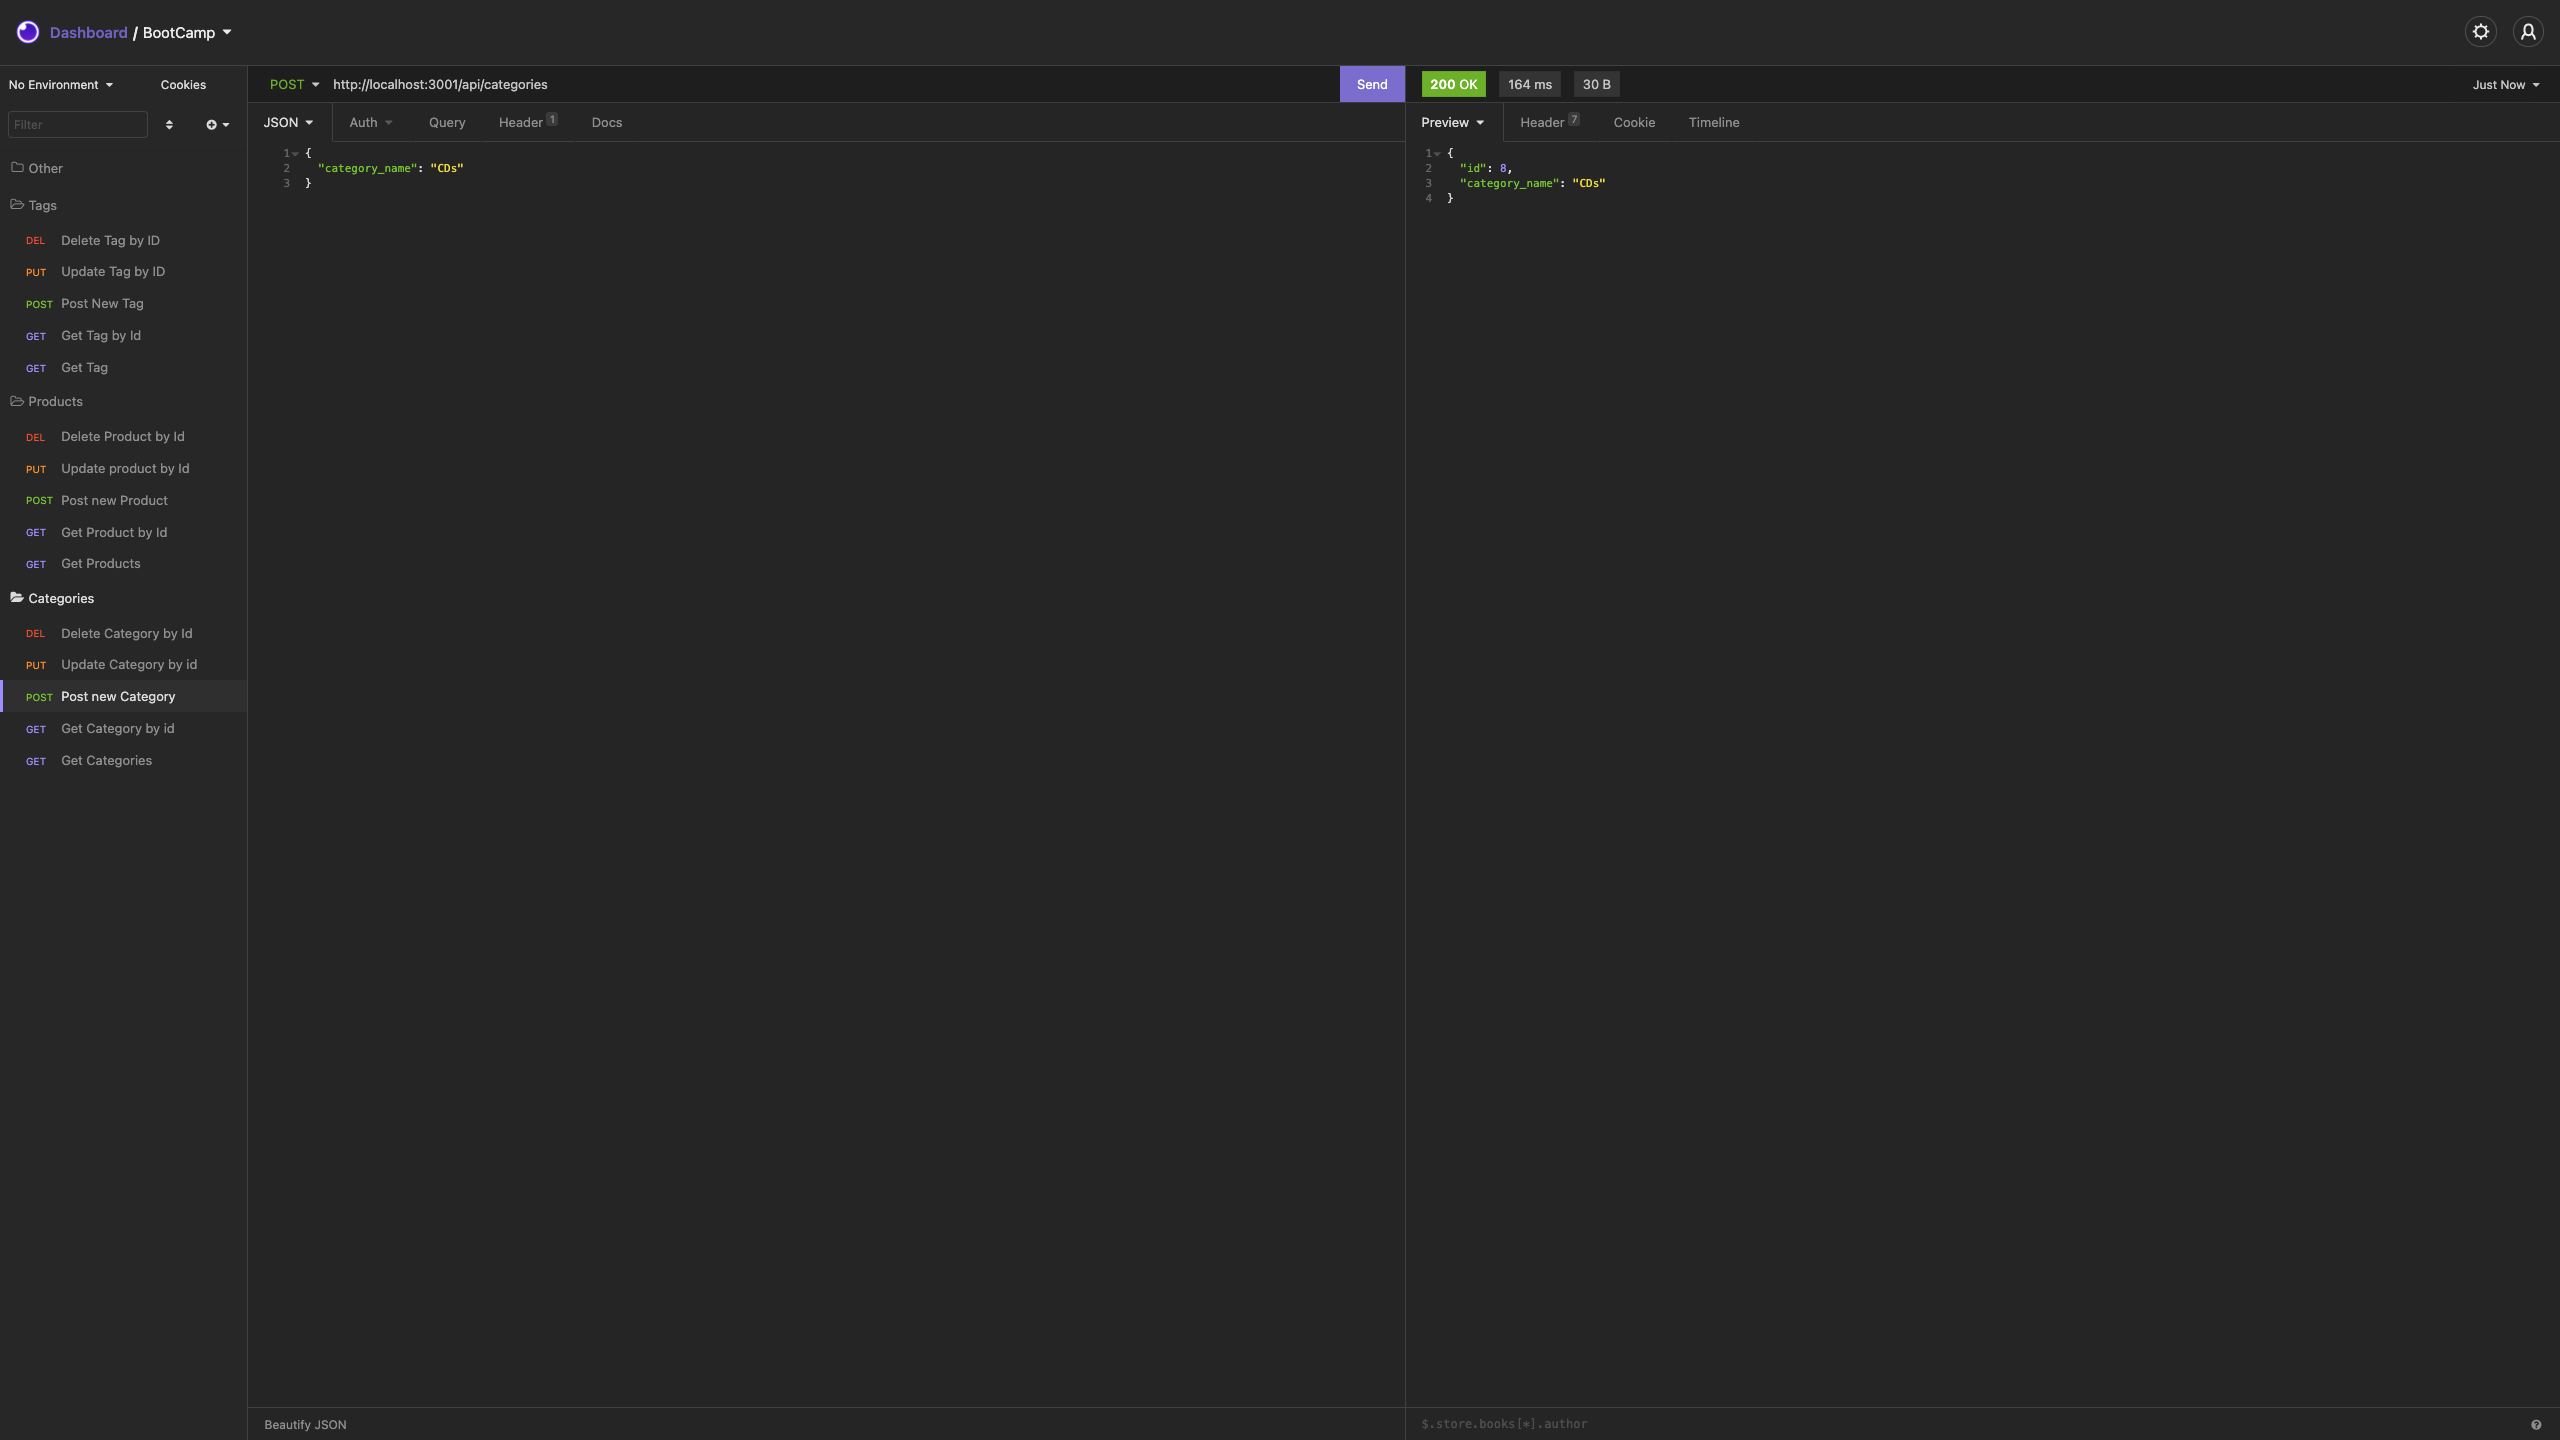 Dashboard / BootCamp
No Environment
Cookies
Filter
Other
Tags
DEL Delete Tag by ID
PUT Update Tag by ID
POST Post New Tag
GET Get Tag by Id
GET Get Tag
Products
DEL Delete Product by Id
PUT Update product by Id
POST Post new Product
GET Get Product by Id
GET Get Products
Categories
DEL Delete Category by Id
PUT Update Category by id
POST Post new Category
GET Get Category by id
GET Get Categories
POST http://localhost:3001/api/categories Send
JSON Auth Query Header 1 Docs
1 {
2 "category_name": "CDs"
3 }
Beautify JSON
200 OK 164 ms 30 B Just Now
Preview Header 7 Cookie Timeline
1 {
2 "id": 8,
3 "category_name": "CDs"
4 }
$.store.books[*].author